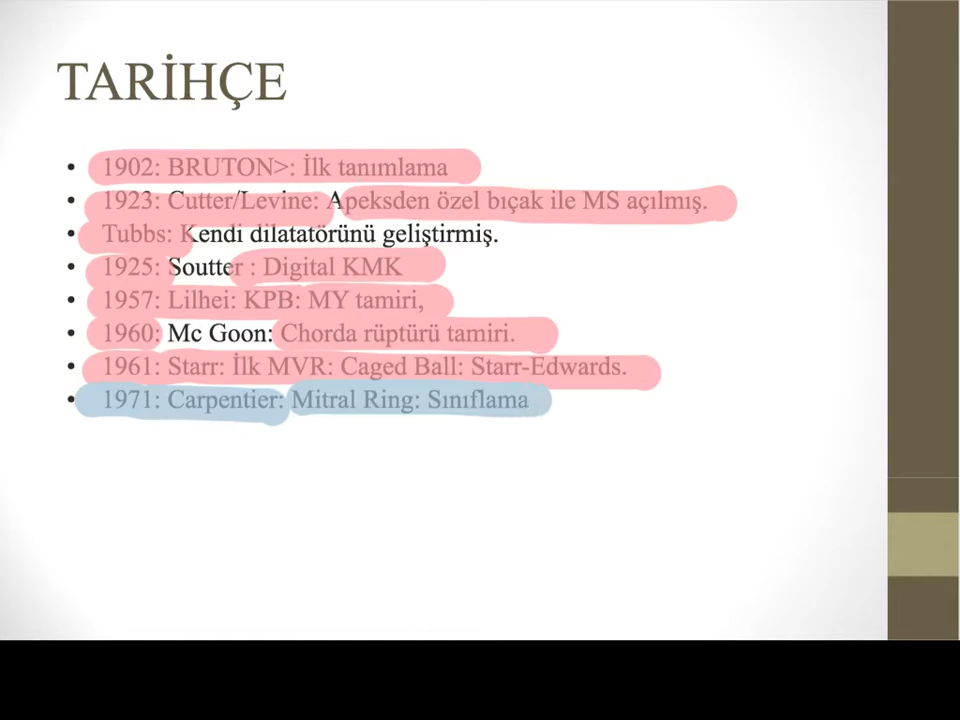 TARİHÇE
• 1902: BRUTON>: İlk tanımlama
• 1923: Cutter/Levine: Apeksden özel bıçak ile MS açılmış.
• Tubbs: Kendi dilatatörünü geliştirmiş.
• 1925: Soutter : Digital KMK
• 1957: Lilhei: KPB: MY tamiri,
• 1960: Mc Goon: Chorda rüptürü tamiri.
• 1961: Starr: İlk MVR: Caged Ball: Starr-Edwards.
• 1971: Carpentier: Mitral Ring: Sınıflama